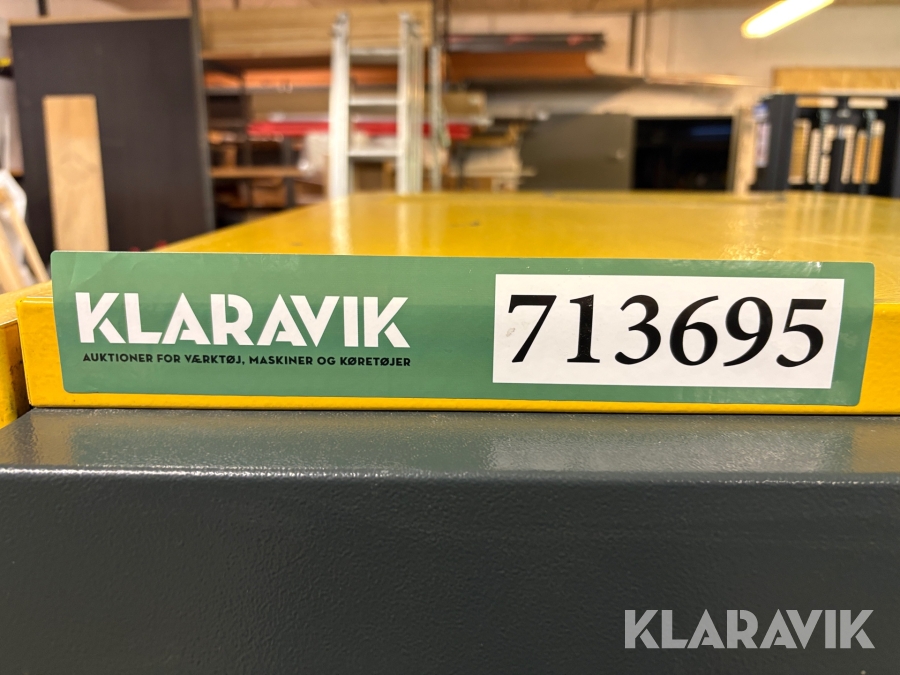 KLARAVIK
AUKTIONER FOR VÆRKTØJ, MASKINER OG KØRETØJER
713695
KLARAVIK